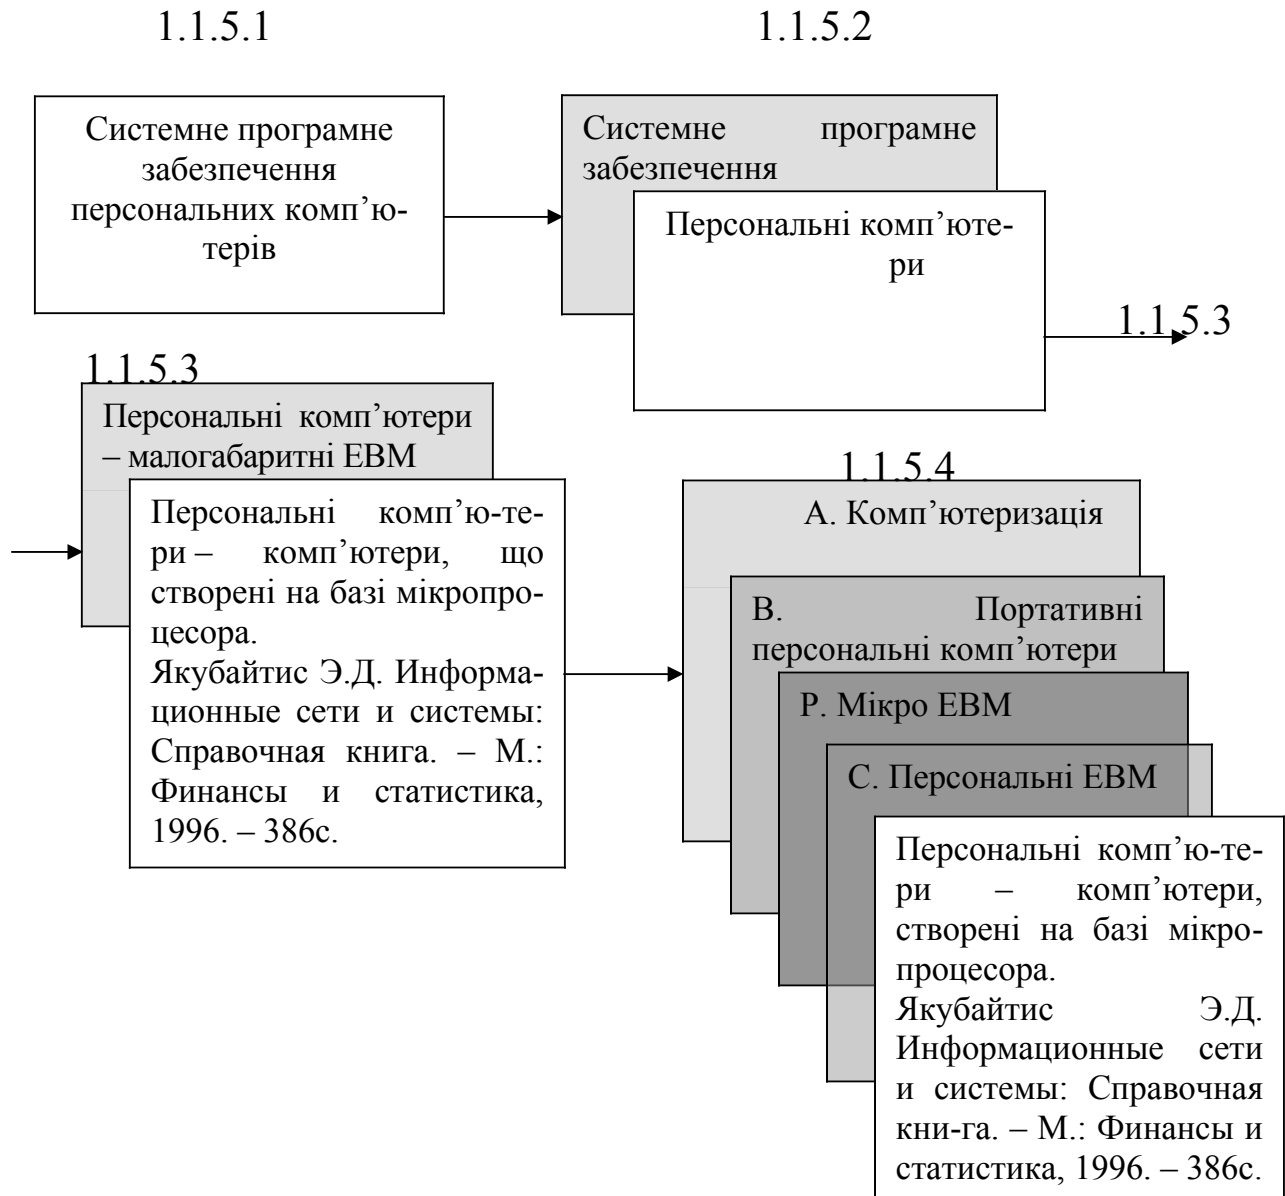 1.1.5.1
1.1.5.2
Системне програмне
забезпечення
персональних комп’ю-
терів
Системне програмне
забезпечення
Персональні комп’юте-
ри
1.1.5.3
1.1.5.3
Персональні комп’ютери
– малогабаритні ЕВМ
Персональні комп’ю-те-
ри – комп’ютери, що
створені на базі мікропро-
цесора.
Якубайтис Э.Д. Информа-
ционные сети и системы:
Справочная книга. – М.:
Финансы и статистика,
1996. – 386с.
1.1.5.4
А. Комп’ютеризація
В. Портативні
персональні комп’ютери
Р. Мікро ЕВМ
С. Персональні ЕВМ
Персональні комп’ю-те-
ри – комп’ютери,
створені на базі мікро-
процесора.
Якубайтис Э.Д.
Информационные сети
и системы: Справочная
кни-га. – М.: Финансы и
статистика, 1996. – 386с.